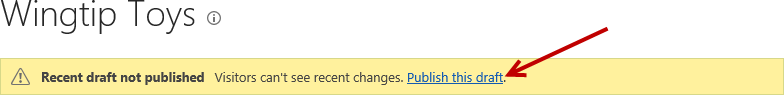 Wingtip Toys
Recent draft not published Visitors can't see recent changes. Publish this draft.